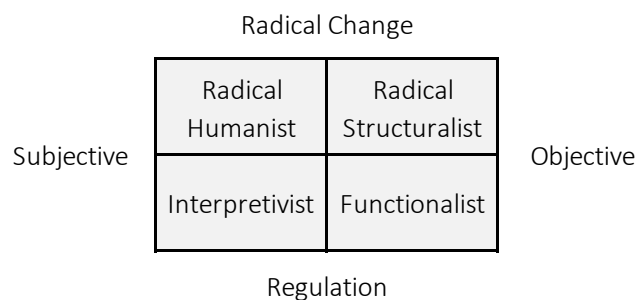 Radical Change
Radical
Humanist
Radical
Structuralist
Subjective
Objective
Interpretivist
Functionalist
Regulation